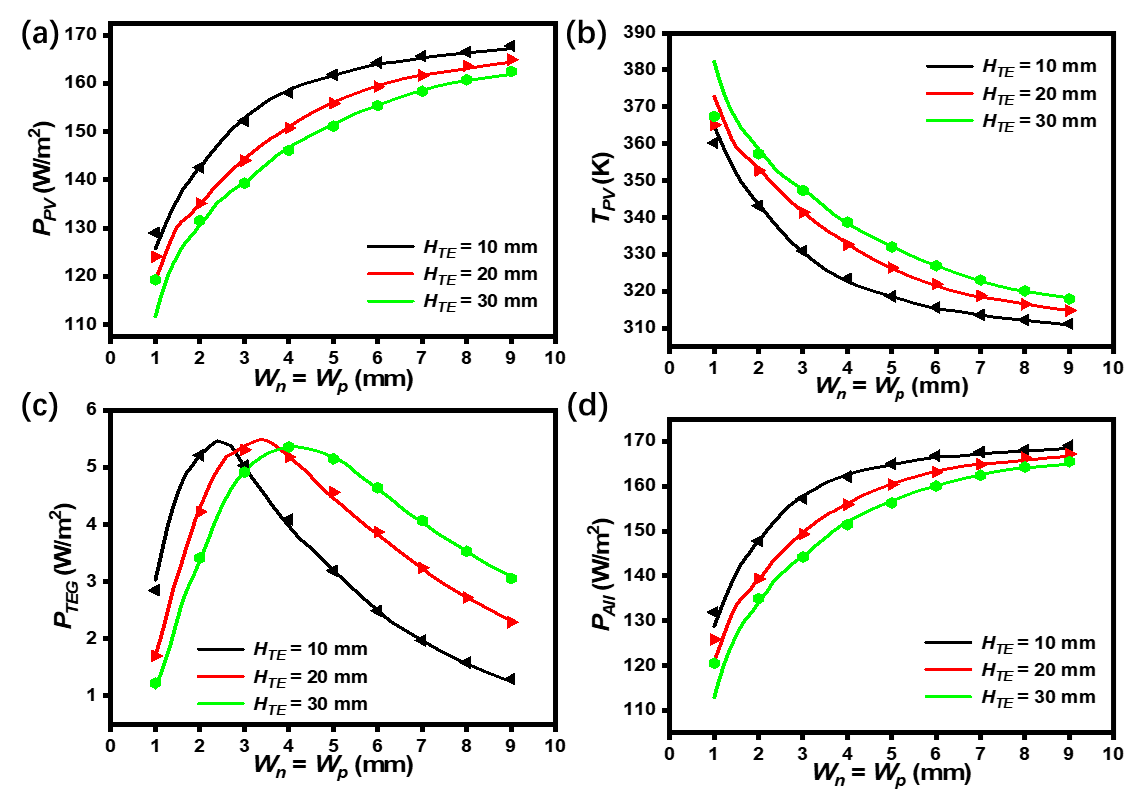 (a)
170
160
150
140
130
120
110
P_PV (W/m²)
H_TE = 10 mm
H_TE = 20 mm
H_TE = 30 mm
0 1 2 3 4 5 6 7 8 9 10
W_n = W_p (mm)
(b)
390
380
370
360
350
340
330
320
310
T_PV (K)
H_TE = 10 mm
H_TE = 20 mm
H_TE = 30 mm
0 1 2 3 4 5 6 7 8 9 10
W_n = W_p (mm)
(c)
6
5
4
3
2
1
P_TEG (W/m²)
H_TE = 10 mm
H_TE = 20 mm
H_TE = 30 mm
0 1 2 3 4 5 6 7 8 9 10
W_n = W_p (mm)
(d)
170
160
150
140
130
120
110
P_All (W/m²)
H_TE = 10 mm
H_TE = 20 mm
H_TE = 30 mm
0 1 2 3 4 5 6 7 8 9 10
W_n = W_p (mm)